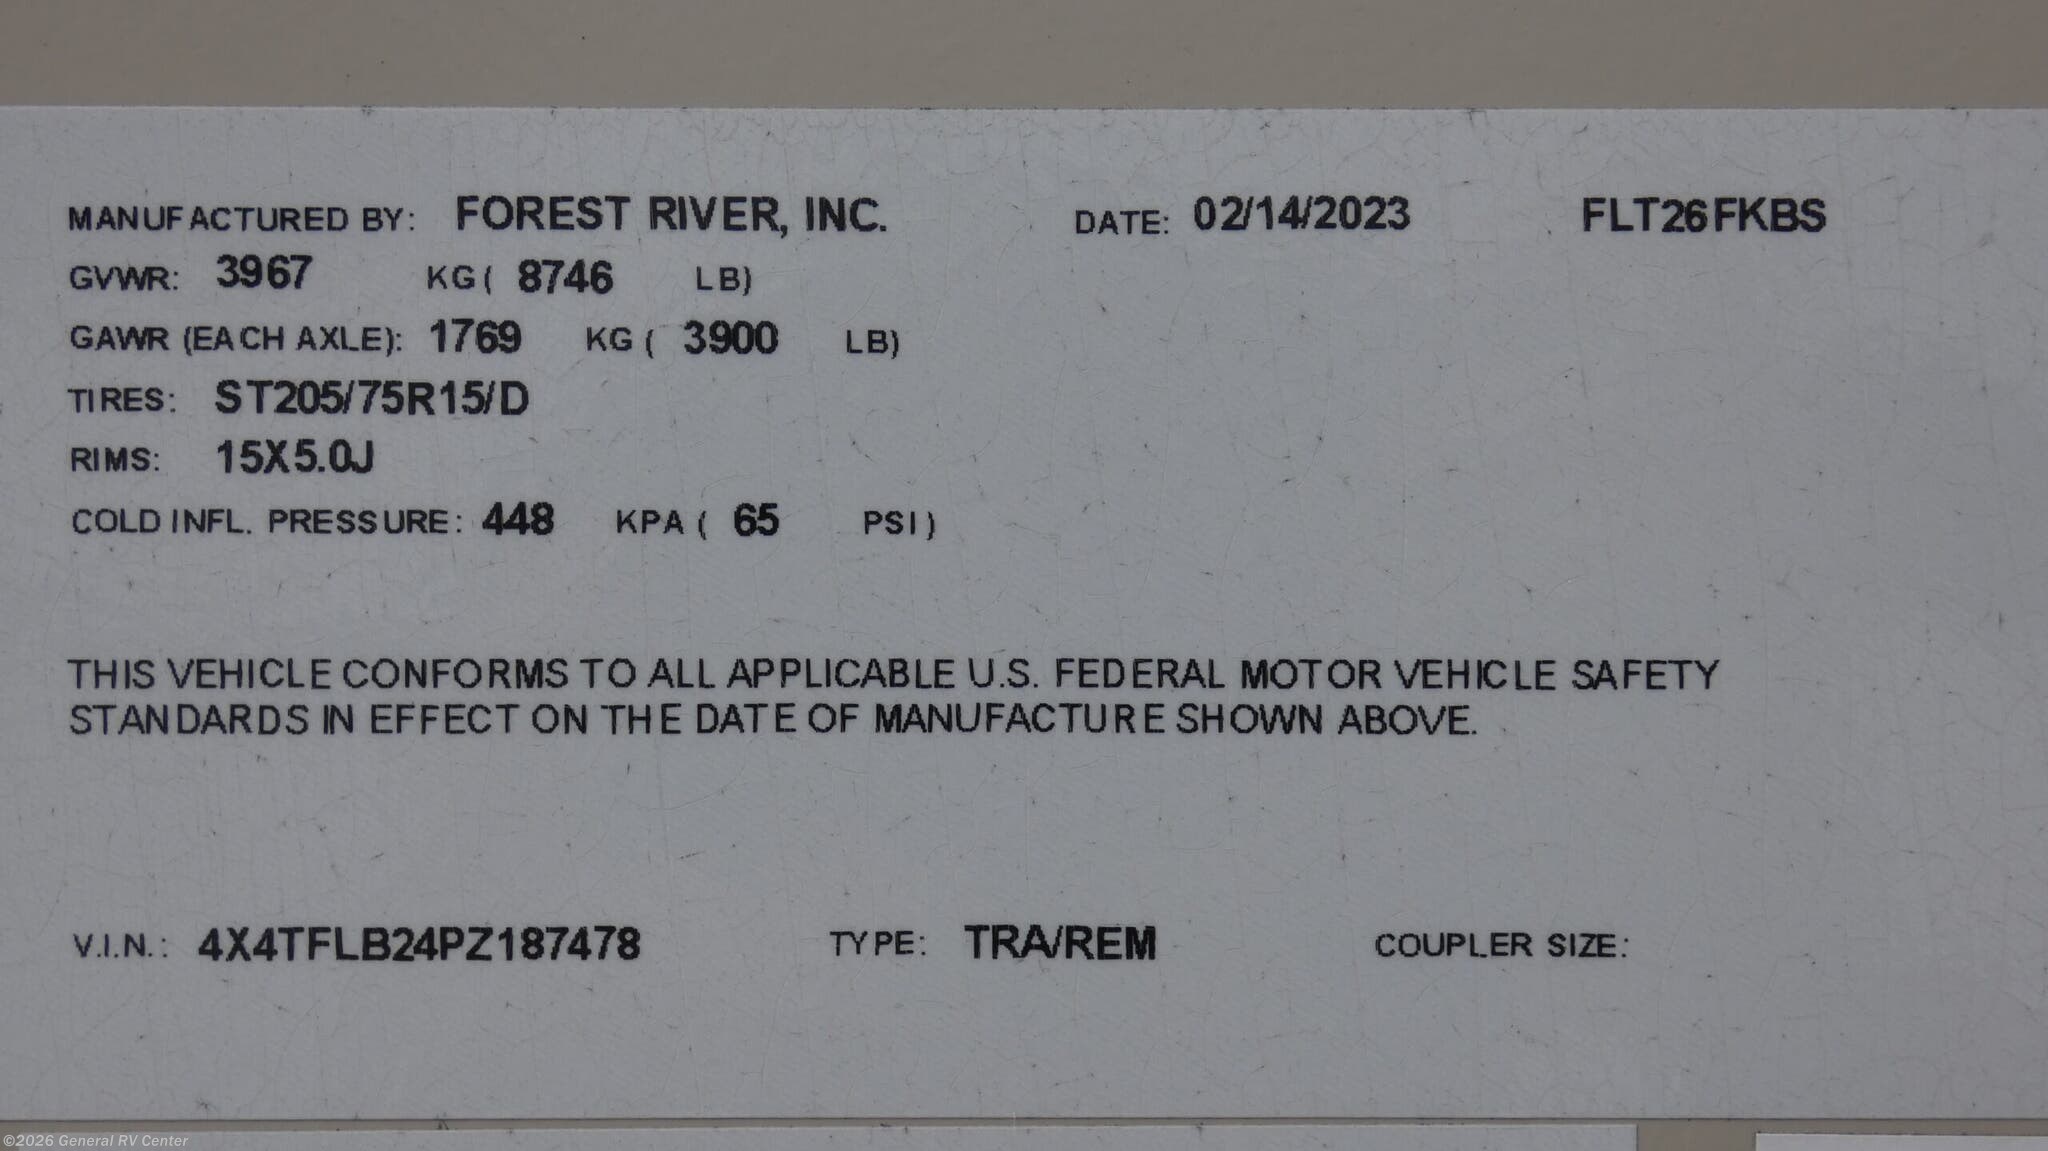 MANUFACTURED BY: FOREST RIVER, INC. DATE: 02/14/2023 FLT26FKBS
GVWR: 3967 KG ( 8746 LB)
GAWR (EACH AXLE): 1769 KG ( 3900 LB)
TIRES: ST205/75R15/D
RIMS: 15X5.0J
COLD INFL. PRESSURE: 448 KPA ( 65 PSI)
THIS VEHICLE CONFORMS TO ALL APPLICABLE U.S. FEDERAL MOTOR VEHICLE SAFETY
STANDARDS IN EFFECT ON THE DATE OF MANUFACTURE SHOWN ABOVE.
V.I.N.: 4X4TFLB24PZ187478 TYPE: TRA/REM COUPLER SIZE:
©2026 General RV Center